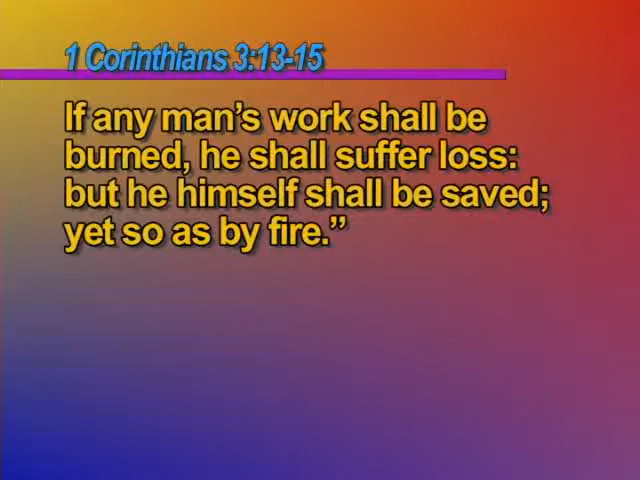 1 Corinthians 3:13-15
If any man’s work shall be
burned, he shall suffer loss:
but he himself shall be saved;
yet so as by fire.”